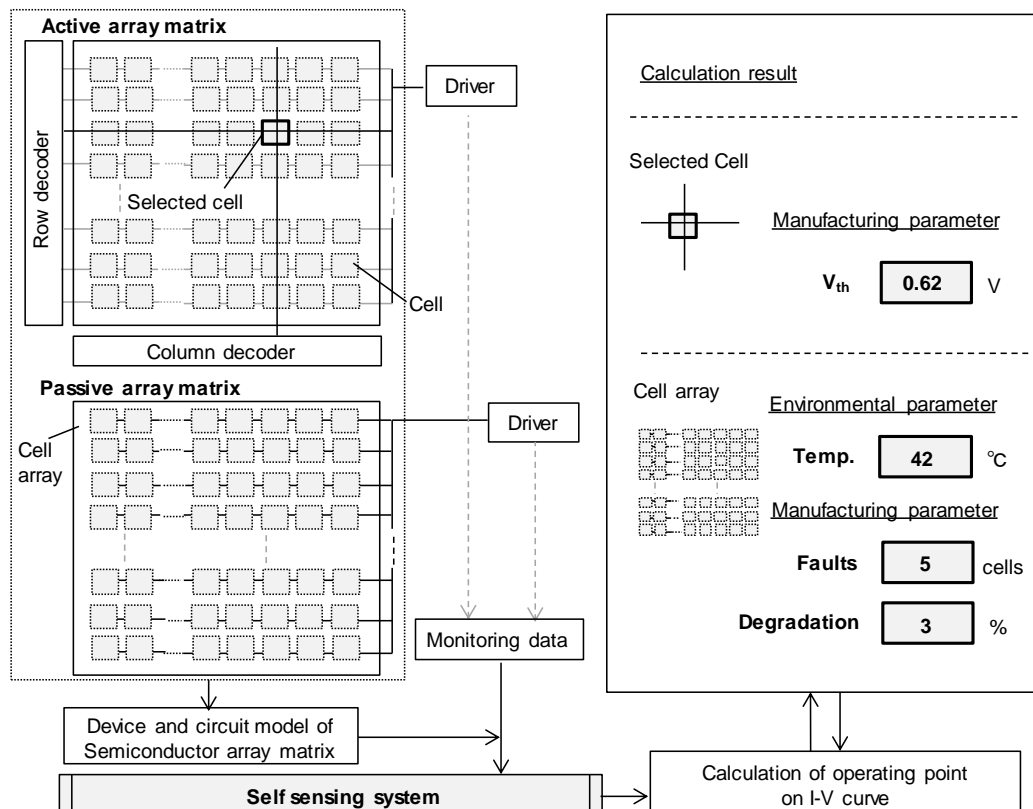 Active array matrix
Row decoder
Driver
Selected cell
Cell
Column decoder
Passive array matrix
Cell
array
Driver
Monitoring data
Device and circuit model of
Semiconductor array matrix
Self sensing system
Calculation result
Selected Cell
Manufacturing parameter
Vth 0.62 V
Cell array
Environmental parameter
Temp. 42 °C
Manufacturing parameter
Faults 5 cells
Degradation 3 %
Calculation of operating point
on I-V curve